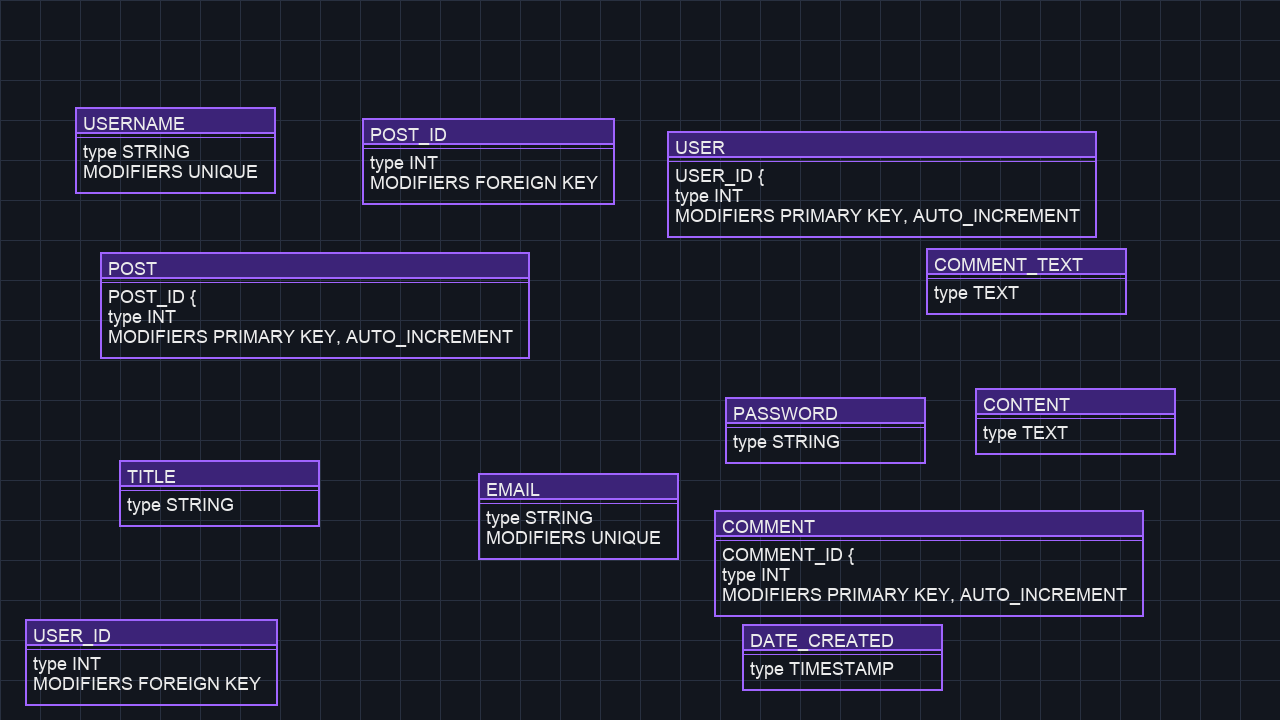 USERNAME
type STRING
MODIFIERS UNIQUE
POST_ID
type INT
MODIFIERS FOREIGN KEY
USER
USER_ID {
type INT
MODIFIERS PRIMARY KEY, AUTO_INCREMENT
COMMENT_TEXT
type TEXT
POST
POST_ID {
type INT
MODIFIERS PRIMARY KEY, AUTO_INCREMENT
PASSWORD
type STRING
CONTENT
type TEXT
TITLE
type STRING
EMAIL
type STRING
MODIFIERS UNIQUE
COMMENT
COMMENT_ID {
type INT
MODIFIERS PRIMARY KEY, AUTO_INCREMENT
USER_ID
type INT
MODIFIERS FOREIGN KEY
DATE_CREATED
type TIMESTAMP